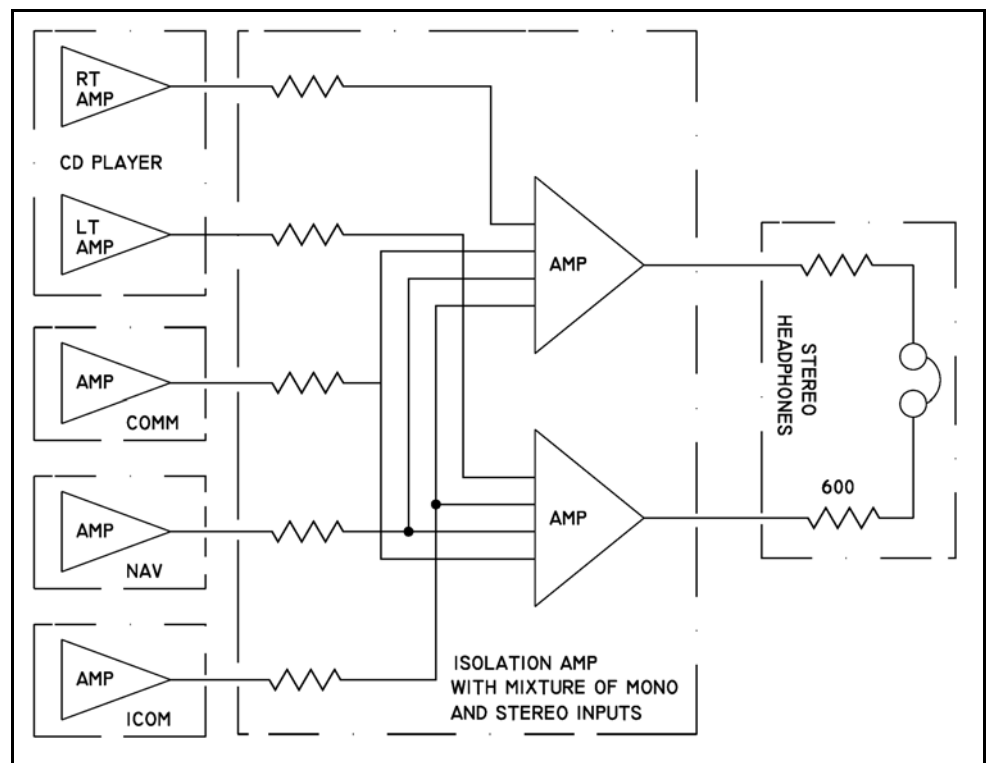 RT
AMP
CD PLAYER
LT
AMP
AMP
COMM
AMP
NAV
AMP
ICOM
AMP
AMP
ISOLATION AMP
WITH MIXTURE OF MONO
AND STEREO INPUTS
STEREO
HEADPHONES
600